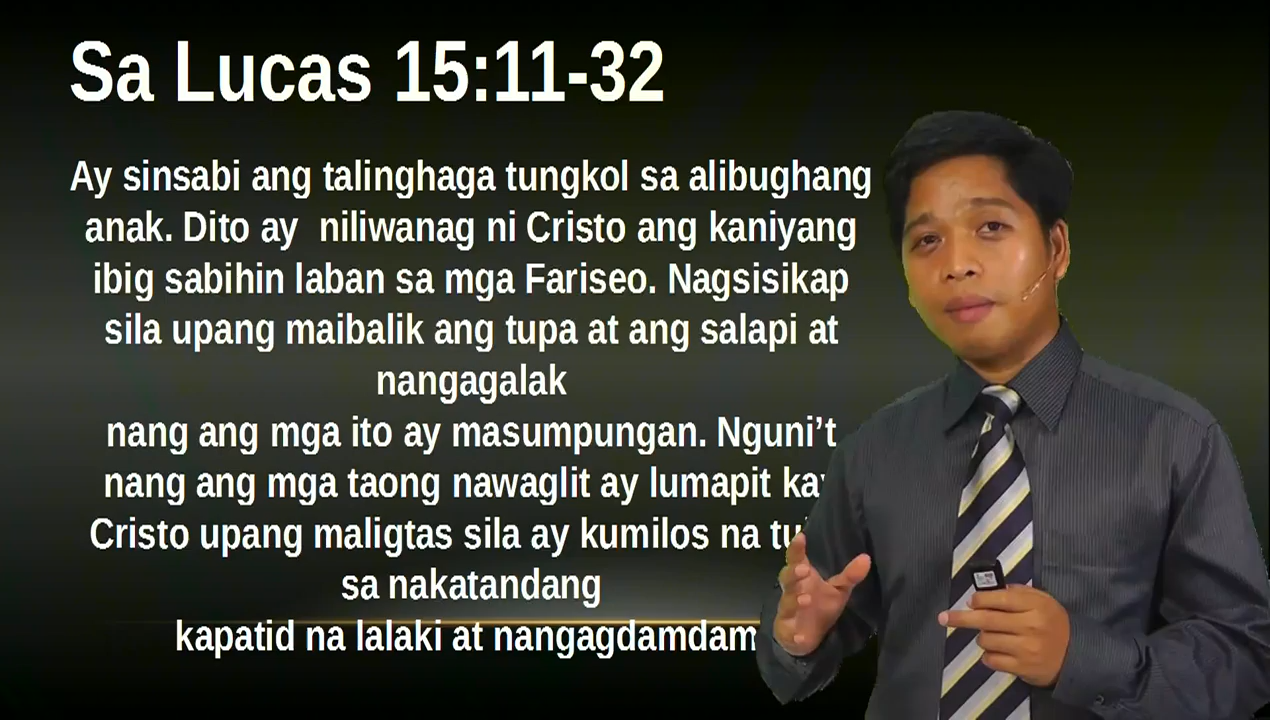 Sa Lucas 15:11-32
Ay sinsabi ang talinghaga tungkol sa alibughang
anak. Dito ay niliwanag ni Cristo ang kaniyang
ibig sabihin laban sa mga Fariseo. Nagsisikap
sila upang maibalik ang tupa at ang salapi at
nangagalak
nang ang mga ito ay masumpungan. Nguni’t
nang ang mga taong nawaglit ay lumapit
Cristo upang maligtas sila ay kumilos na
sa nakatandang
kapatid na lalaki at